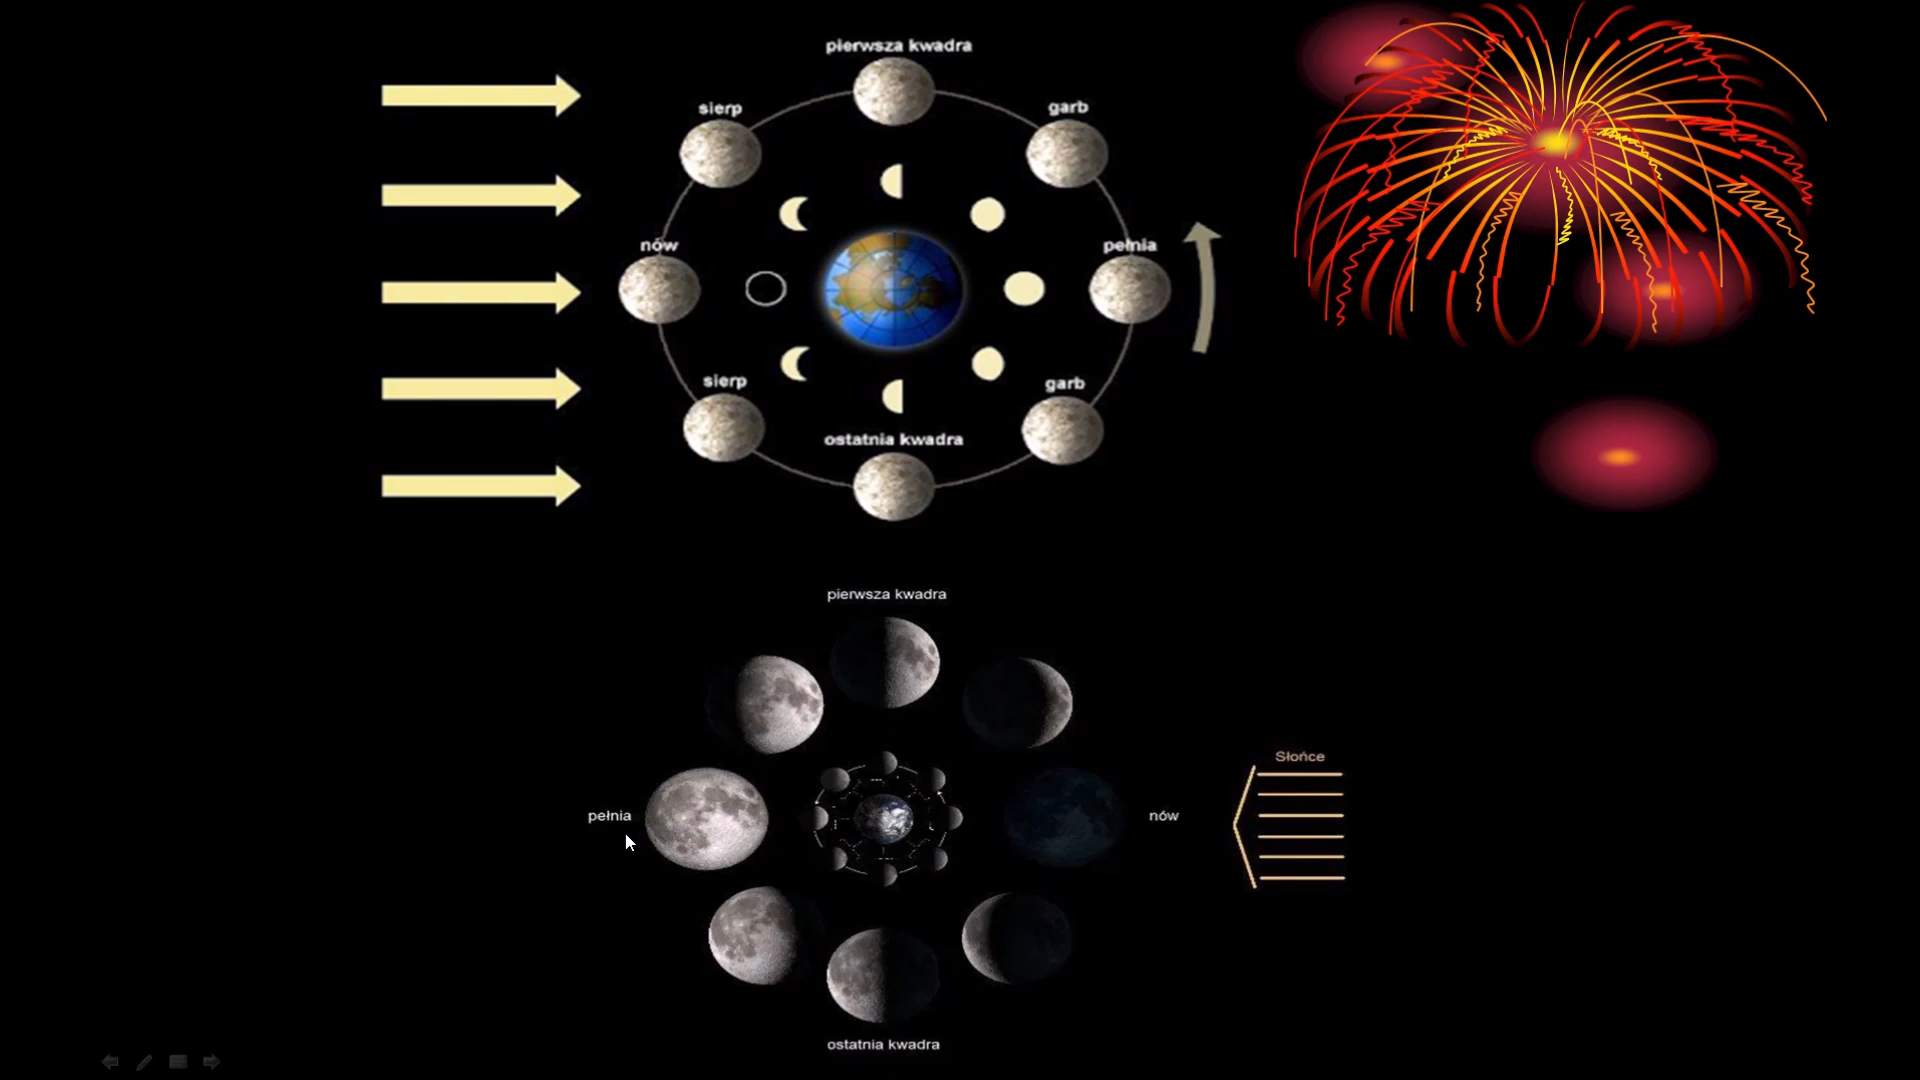 pierwsza kwadra
sierp
garb
nów
pełnia
sierp
garb
ostatnia kwadra
pierwsza kwadra
Słońce
pełnia
nów
ostatnia kwadra